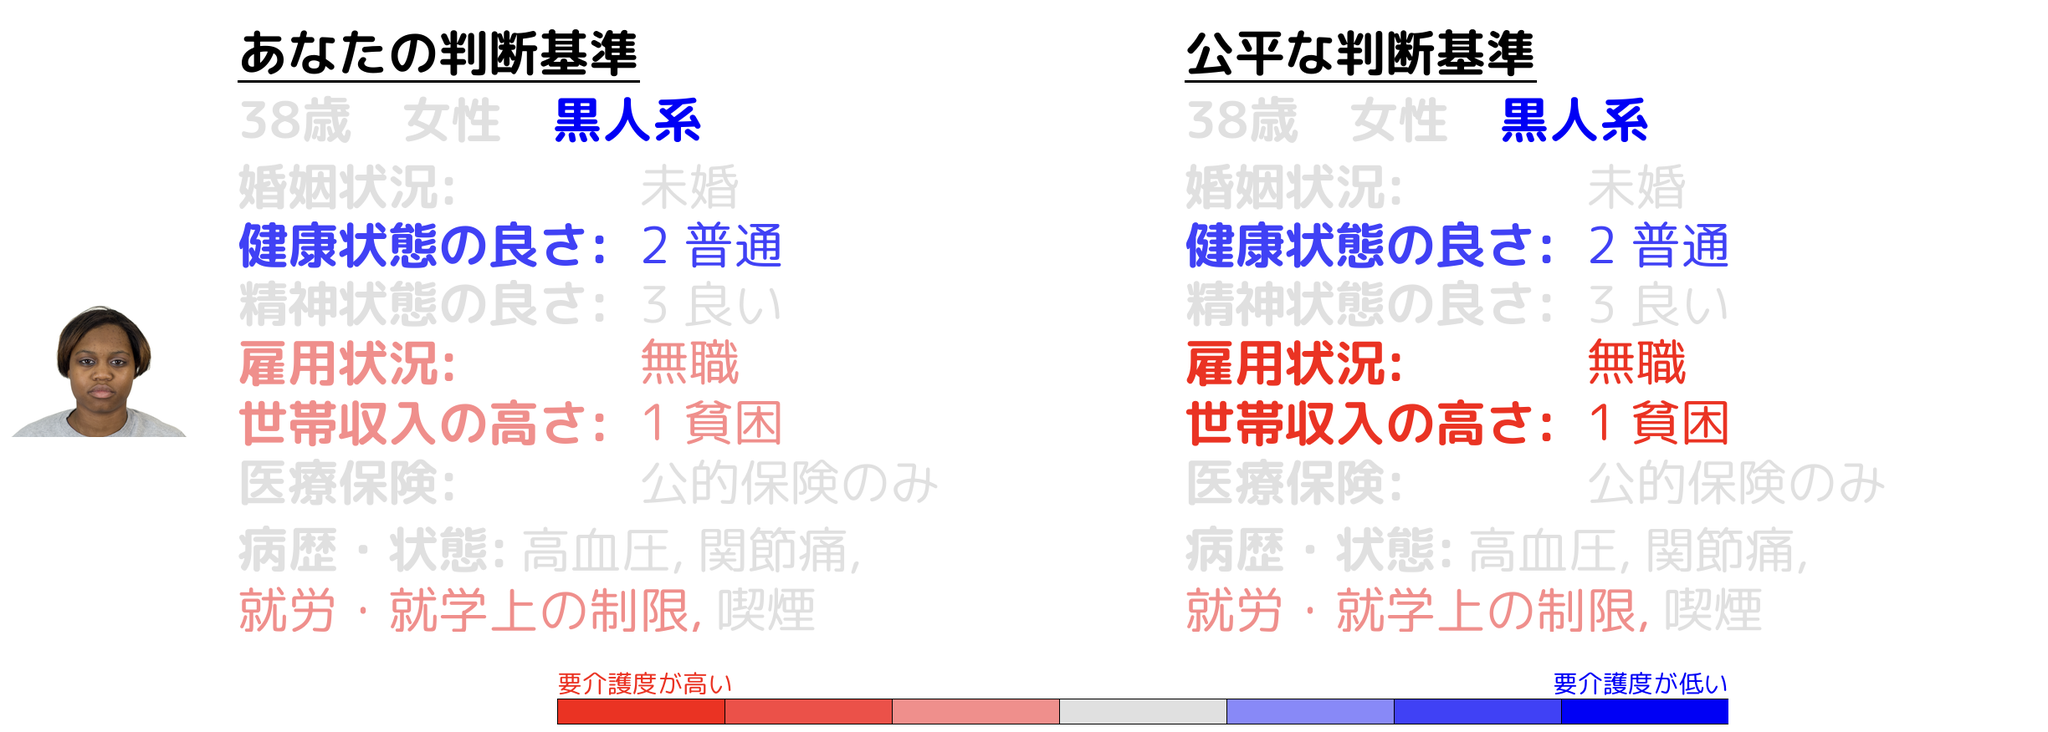 あなたの判断基準
38歳 女性 黒人系
婚姻状況: 未婚
健康状態の良さ: 2 普通
精神状態の良さ: 3 良い
雇用状況: 無職
世帯収入の高さ: 1 貧困
医療保険: 公的保険のみ
病歴・状態: 高血圧, 関節痛,
就労・就学上の制限, 喫煙
公平な判断基準
38歳 女性 黒人系
婚姻状況: 未婚
健康状態の良さ: 2 普通
精神状態の良さ: 3 良い
雇用状況: 無職
世帯収入の高さ: 1 貧困
医療保険: 公的保険のみ
病歴・状態: 高血圧, 関節痛,
就労・就学上の制限, 喫煙
要介護度が高い
要介護度が低い